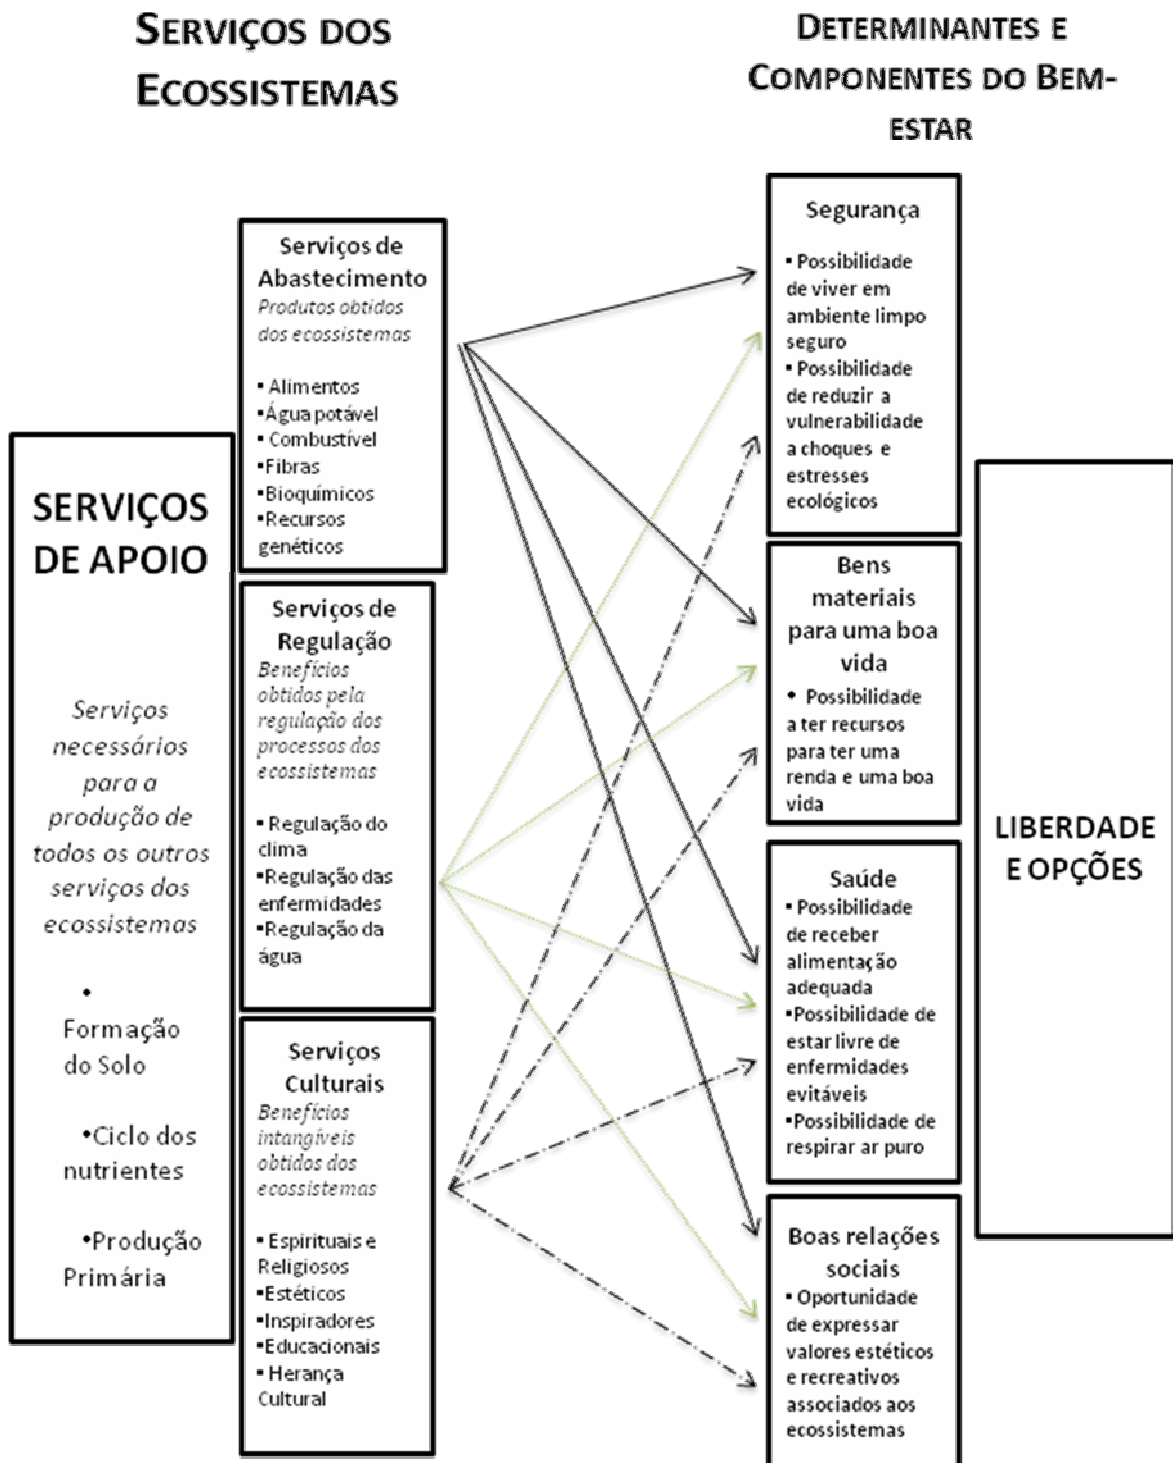 SERVIÇOS DOS
ECOSSISTEMAS
DETERMINANTES E
COMPONENTES DO BEM-
ESTAR
SERVIÇOS
DE APOIO
Serviços
necessários
para a
produção de
todos os outros
serviços dos
ecossistemas
•
Formação
do Solo
•Ciclo dos
nutrientes
•Produção
Primária
Serviços de
Abastecimento
Produtos obtidos
dos ecossistemas
▪ Alimentos
▪Água potável
▪ Combustível
▪Fibras
▪Bioquímicos
▪Recursos
genéticos
Serviços de
Regulação
Benefícios
obtidos pela
regulação dos
processos dos
ecossistemas
▪ Regulação do
clima
▪Regulação das
enfermidades
▪Regulação da
água
Serviços
Culturais
Benefícios
intangíveis
obtidos dos
ecossistemas
▪ Espirituais e
Religiosos
▪Estéticos
▪Inspiradores
▪Educacionais
▪ Herança
Cultural
Segurança
▪ Possibilidade
de viver em
ambiente limpo
seguro
▪ Possibilidade
de reduzir a
vulnerabilidade
a choques e
estresses
ecológicos
Bens
materiais
para uma boa
vida
• Possibilidade
a ter recursos
para ter uma
renda e uma boa
vida
Saúde
▪ Possibilidade
de receber
alimentação
adequada
▪Possibilidade de
estar livre de
enfermidades
evitáveis
▪Possibilidade de
respirar ar puro
Boas relações
sociais
▪ Oportunidade
de expressar
valores estéticos
e recreativos
associados aos
ecossistemas
LIBERDADE
E OPÇÕES